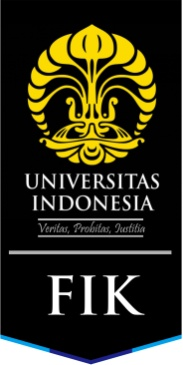 UNIVERSITAS
INDONESIA
Veritas, Probitas, Iustitia
FIK